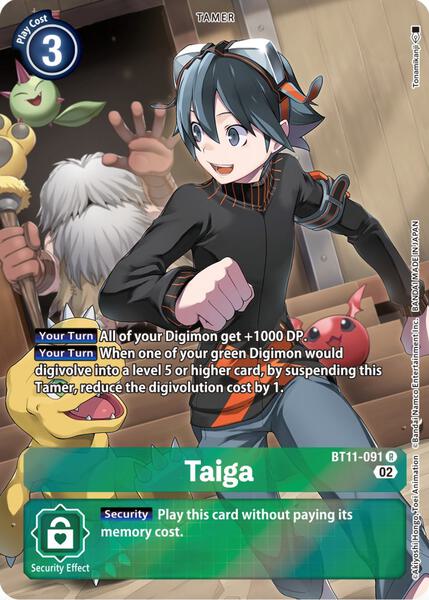 TAMER
Play Cost
3
Tonamikanji
Your Turn All of your Digimon get +1000 DP.
Your Turn When one of your green Digimon would
digivolve into a level 5 or higher card, by suspending this
Tamer, reduce the digivolution cost by 1.
BT11-091 R
02
Taiga
Security Play this card without paying its
memory cost.
Security Effect
©Akiyoshi Hongo, Toei Animation ©Bandai Namco Entertainment Inc. BANDAI MADE IN JAPAN